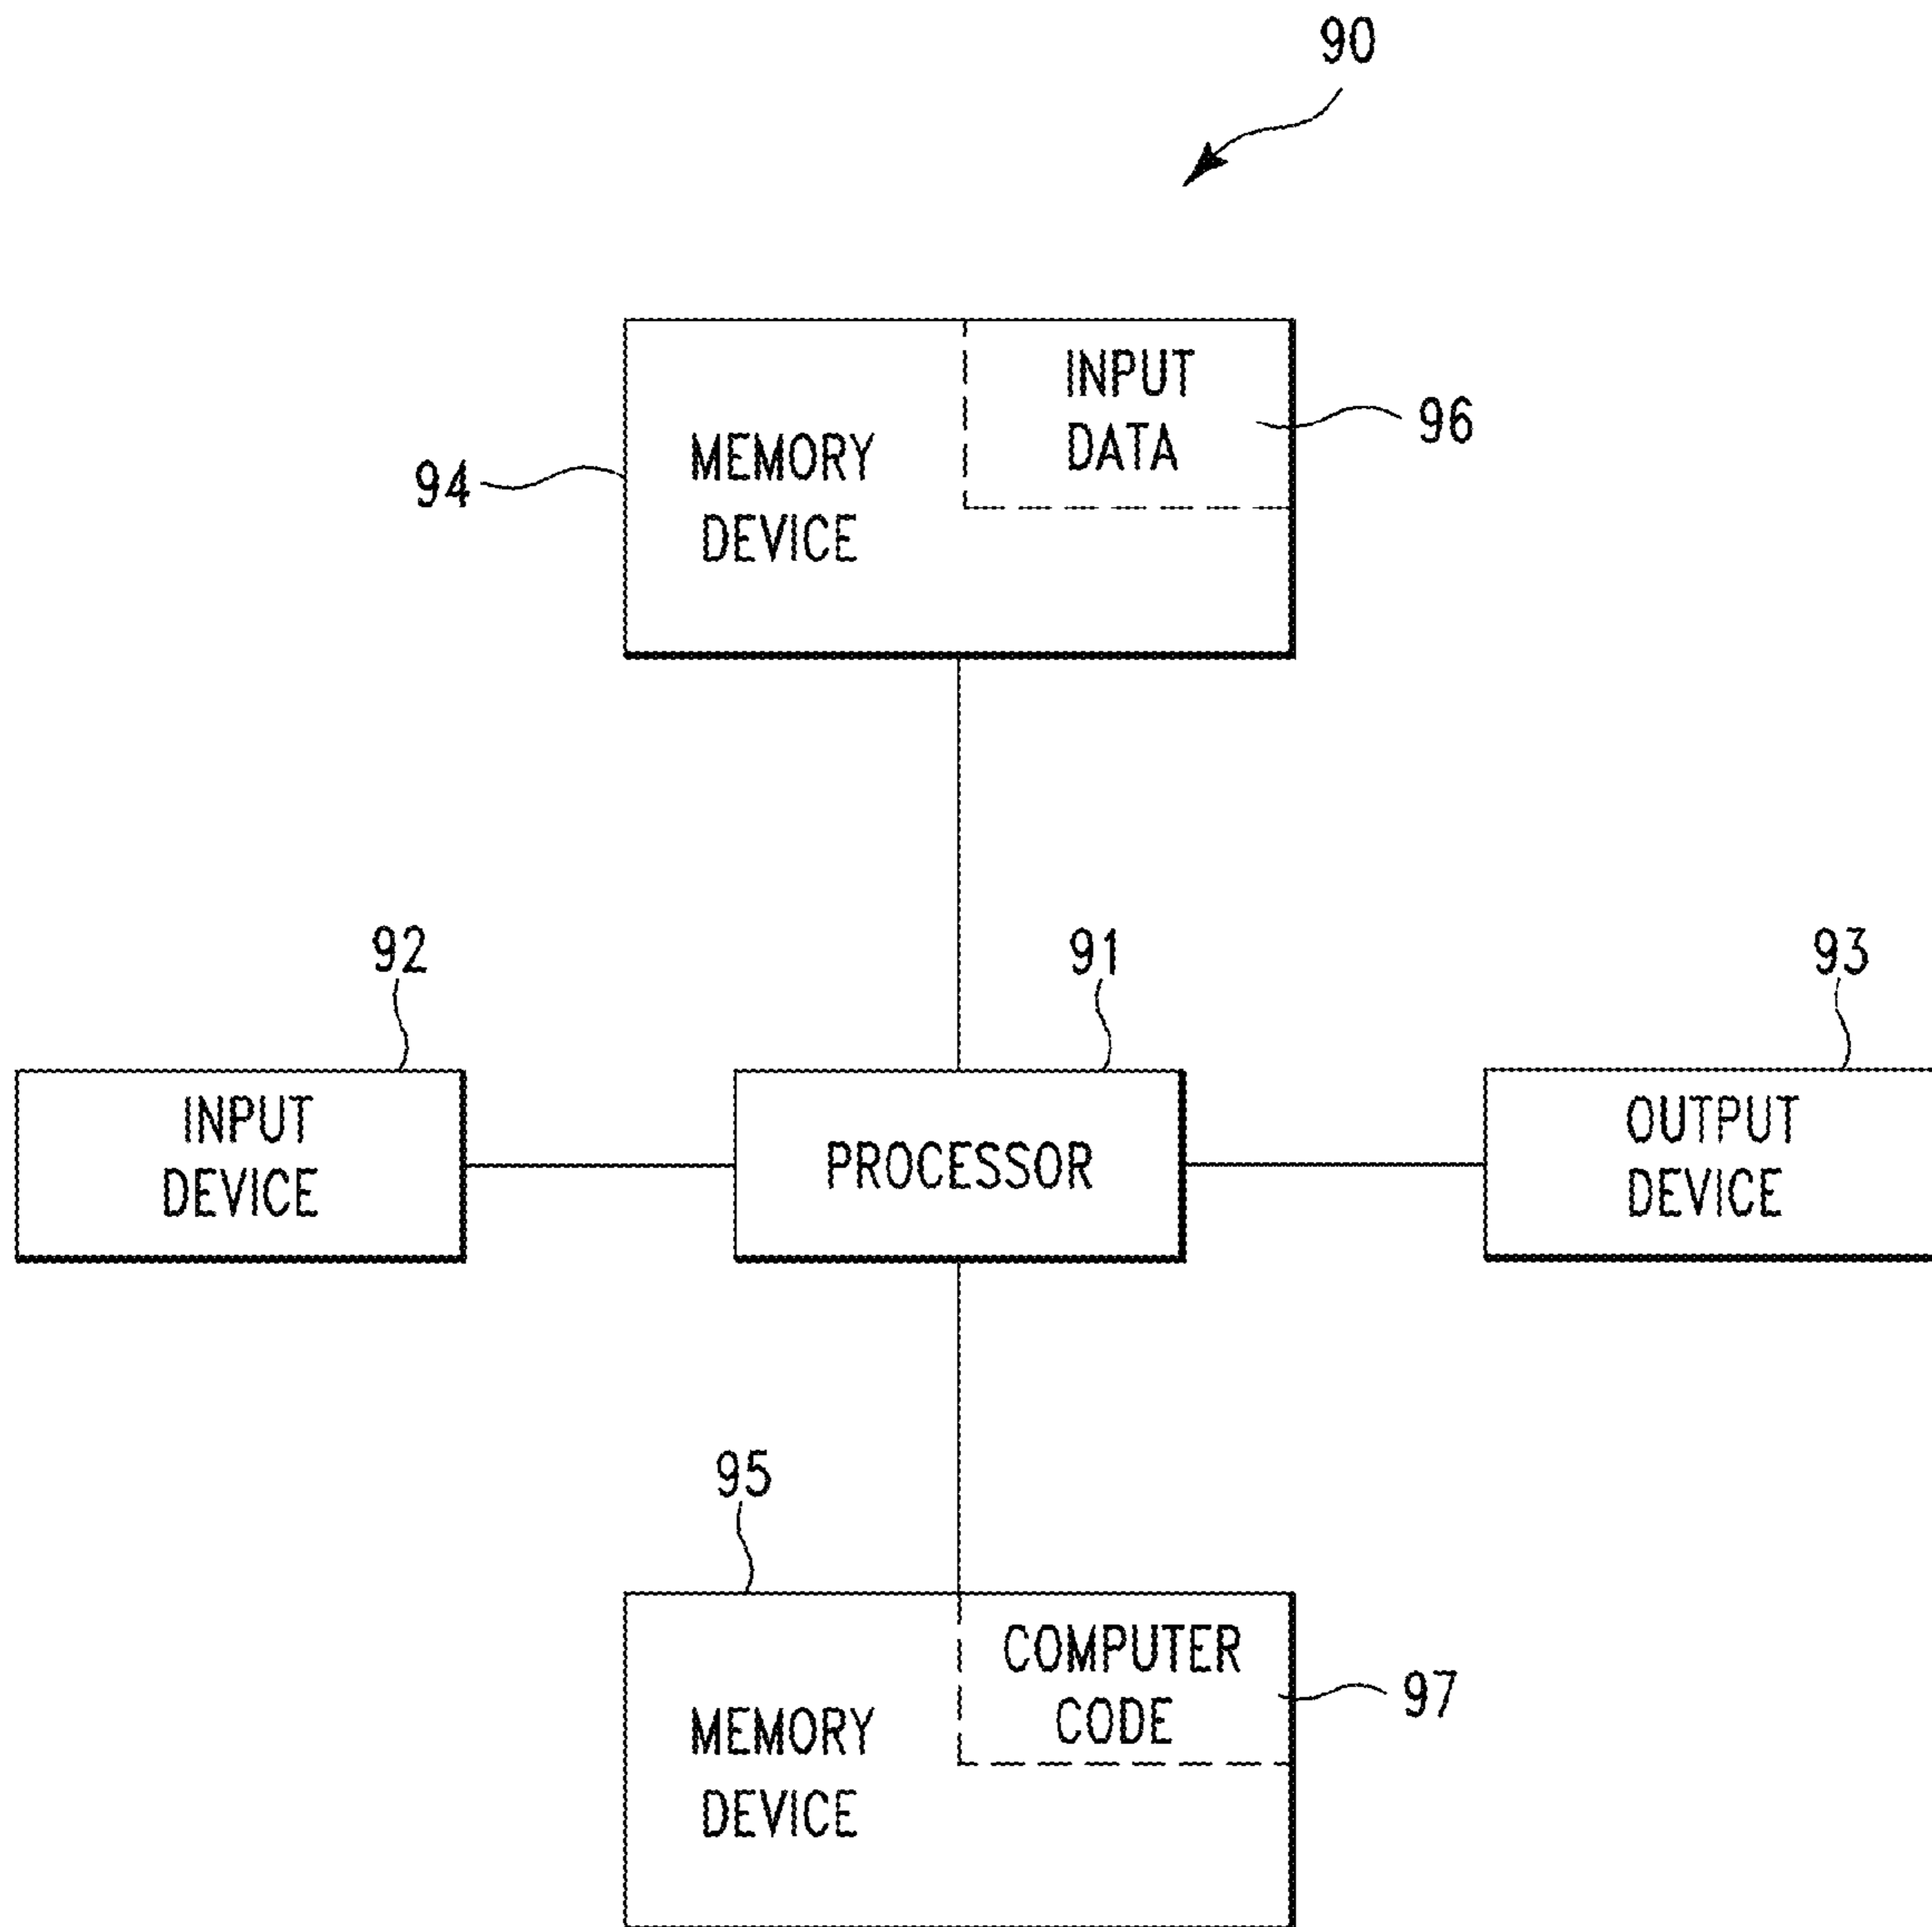 90
INPUT
DATA
96
MEMORY
DEVICE
94
92
91
93
INPUT
DEVICE
PROCESSOR
OUTPUT
DEVICE
95
COMPUTER
CODE
97
MEMORY
DEVICE